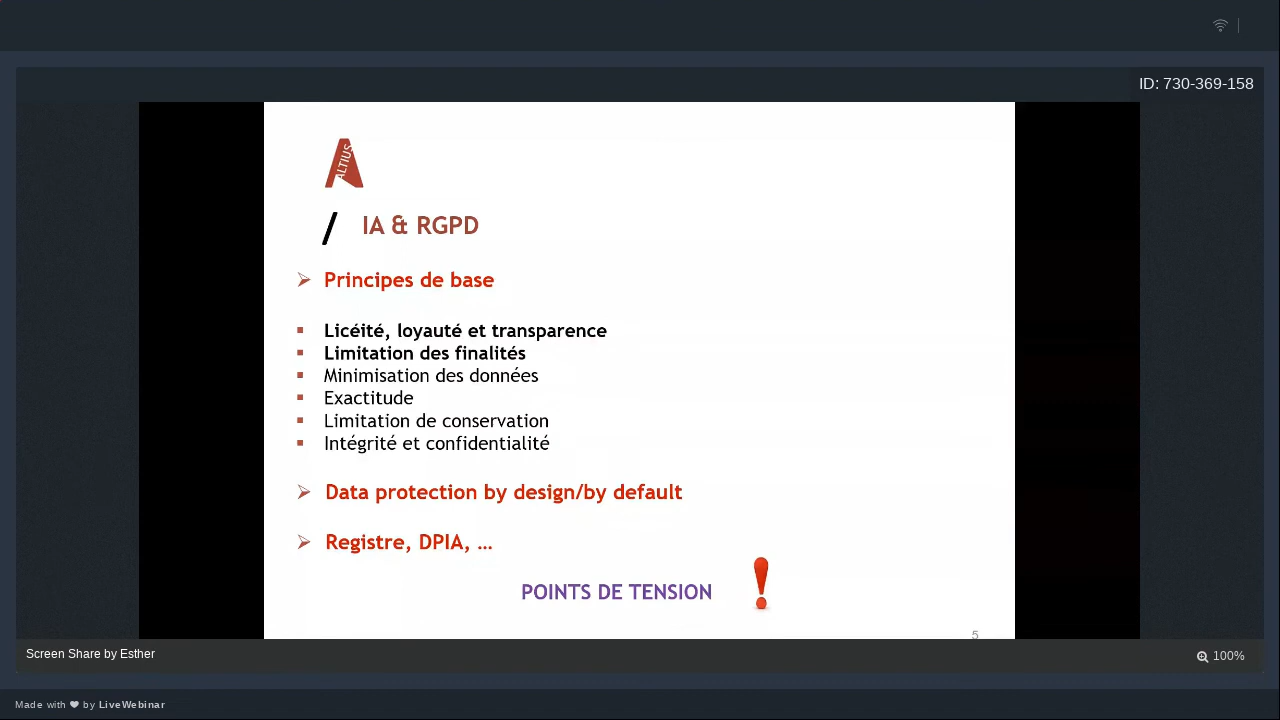 ID: 730-369-158
ALTIUS
/ IA & RGPD
Principes de base
Licéité, loyauté et transparence
Limitation des finalités
Minimisation des données
Exactitude
Limitation de conservation
Intégrité et confidentialité
Data protection by design/by default
Registre, DPIA, ...
POINTS DE TENSION
5
Screen Share by Esther
100%
Made with ❤ by LiveWebinar